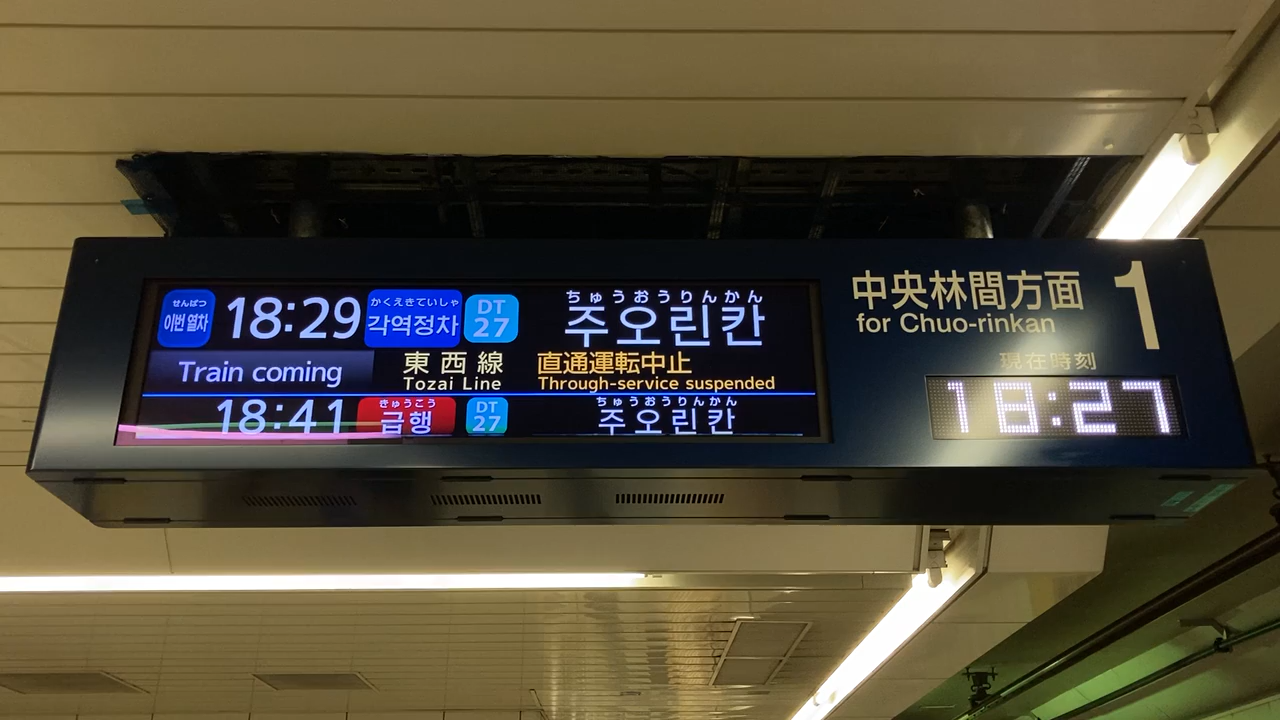 せんぱつ
이번 열차
18:29
かくえきていしゃ
각역정차
DT
27
ちゅうおうりんかん
주오린칸
Train coming
東西線
Tozai Line
直通運転中止
Through-service suspended
18:41
きゅうこう
급행
DT
27
ちゅうおうりんかん
주오린칸
中央林間方面
for Chuo-rinkan
1
現在時刻
18:27